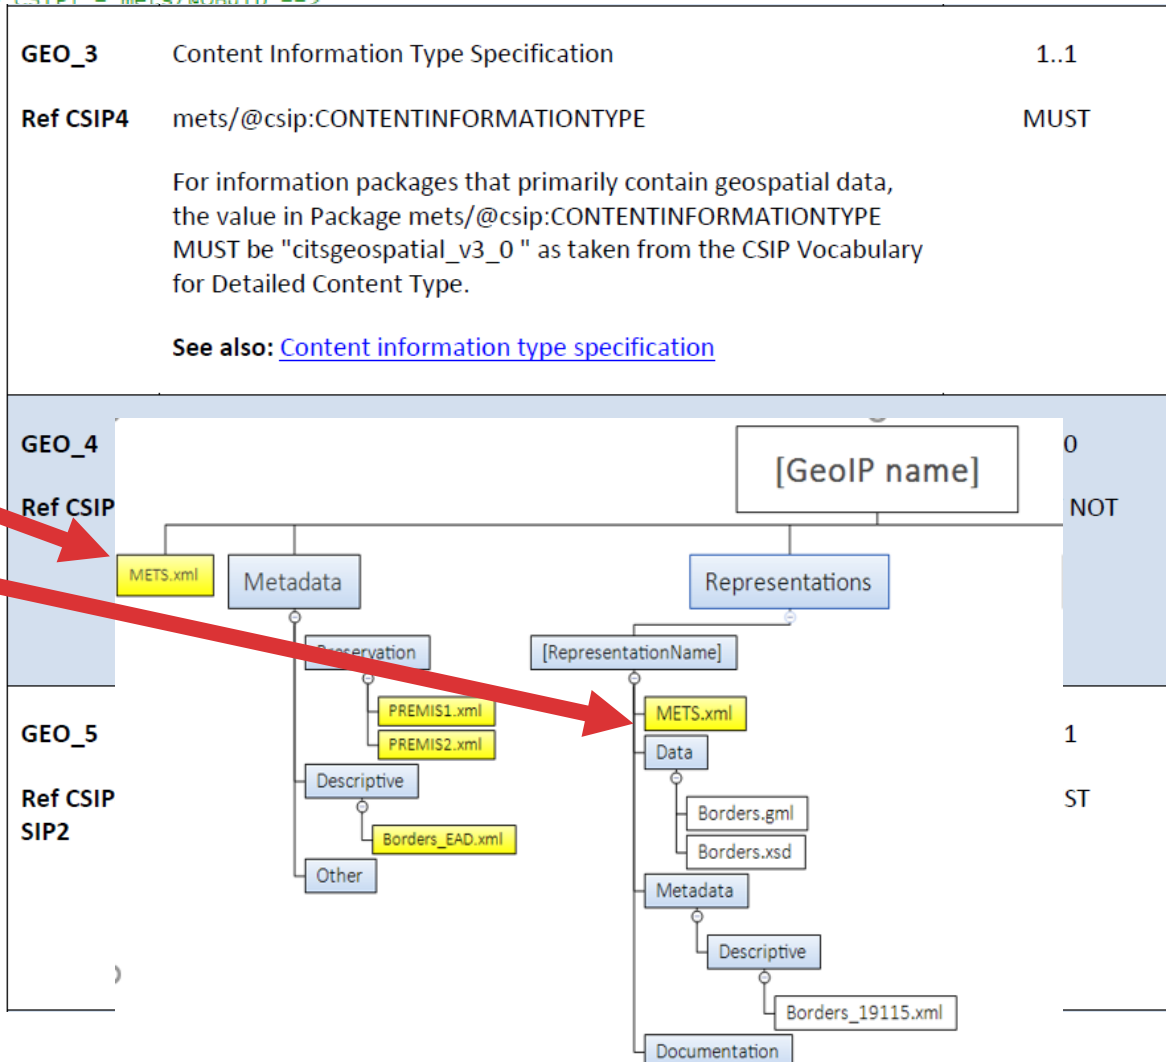 GEO_3 Content Information Type Specification 1..1
Ref CSIP4 mets/@csip:CONTENTINFORMATIONTYPE MUST
For information packages that primarily contain geospatial data,
the value in Package mets/@csip:CONTENTINFORMATIONTYPE
MUST be "citsgeospatial_v3_0 " as taken from the CSIP Vocabulary
for Detailed Content Type.
See also: Content information type specification
GEO_4 0
[GeoIP name]
Ref CSIP NOT
METS.xml
Metadata
Representations
Preservation
[RepresentationName]
PREMIS1.xml
METS.xml
GEO_5 1
PREMIS2.xml
Data
Descriptive
Ref CSIP ST
SIP2
Borders.gml
Borders_EAD.xml
Borders.xsd
Other
Metadata
Descriptive
Borders_19115.xml
Documentation